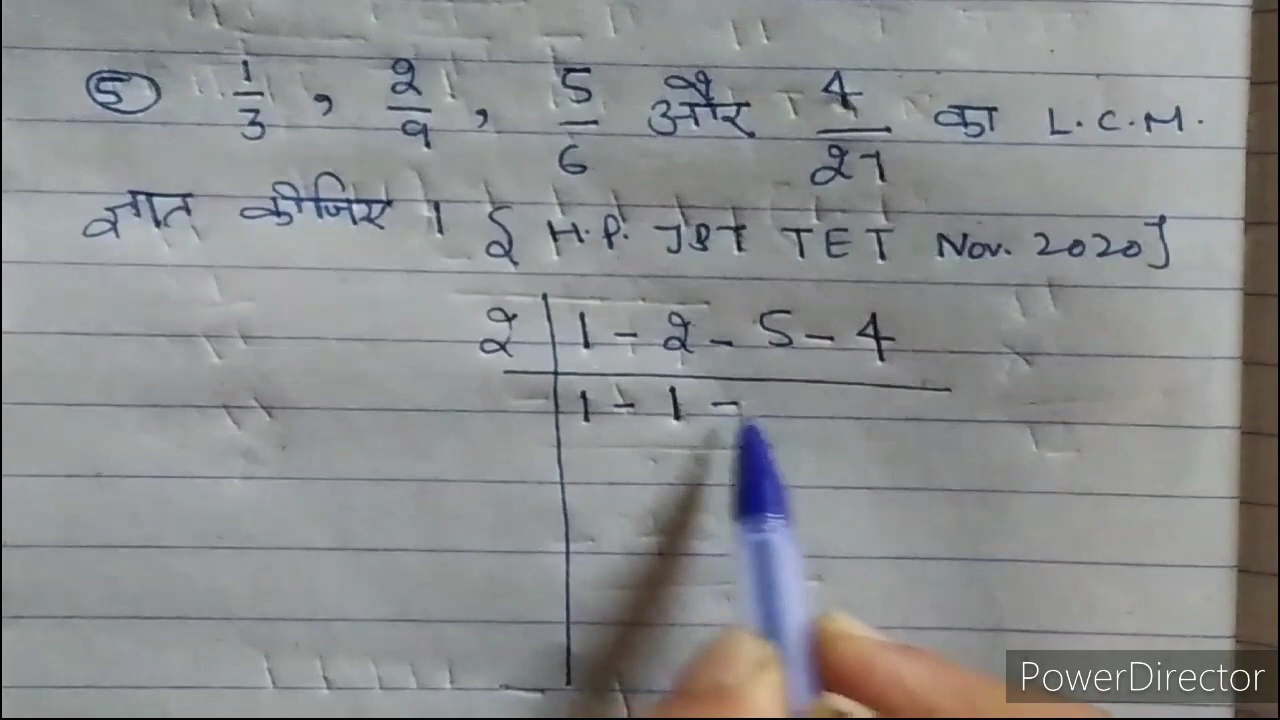 ⑤ 1/3 , 2/9 , 5/6 और 4/27 का L.C.M.
ज्ञात कीजिए । [ H.P. JBT TET Nov. 2020]
2 | 1 - 2 - 5 - 4
1 - 1 -
PowerDirector